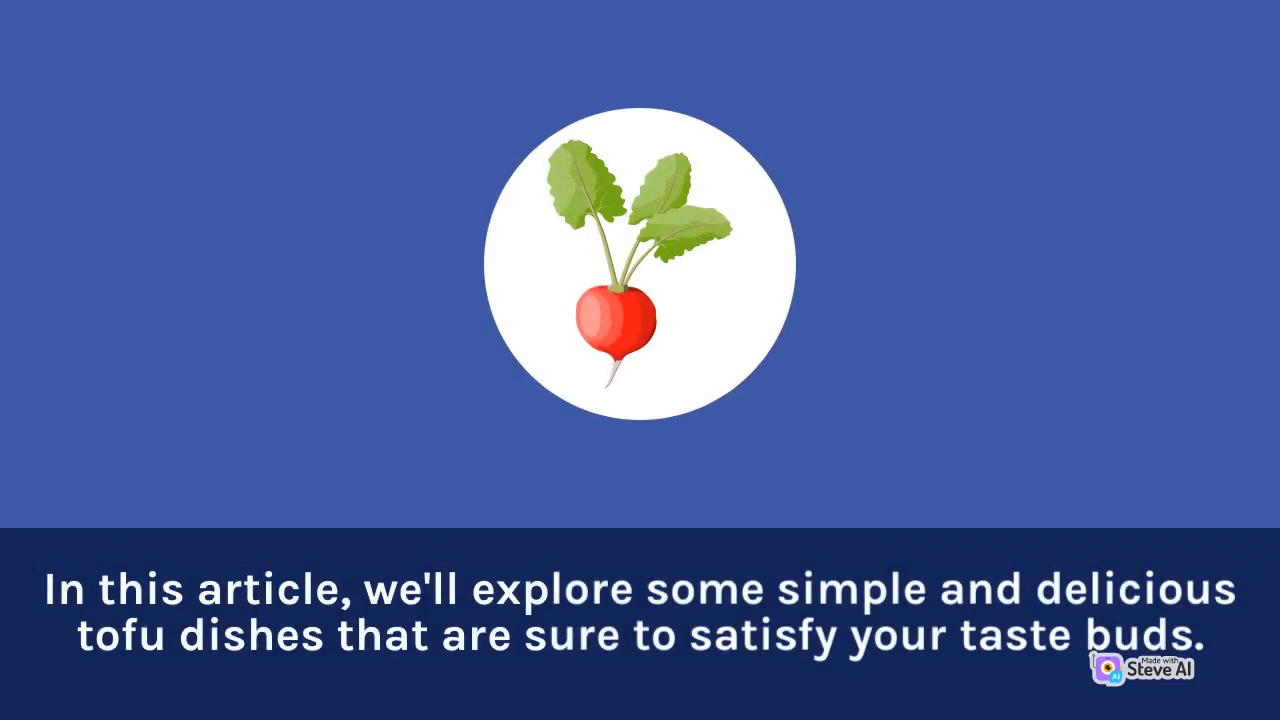 In this article, we'll explore some simple and delicious
tofu dishes that are sure to satisfy your taste buds.
Made with
Steve AI
AI